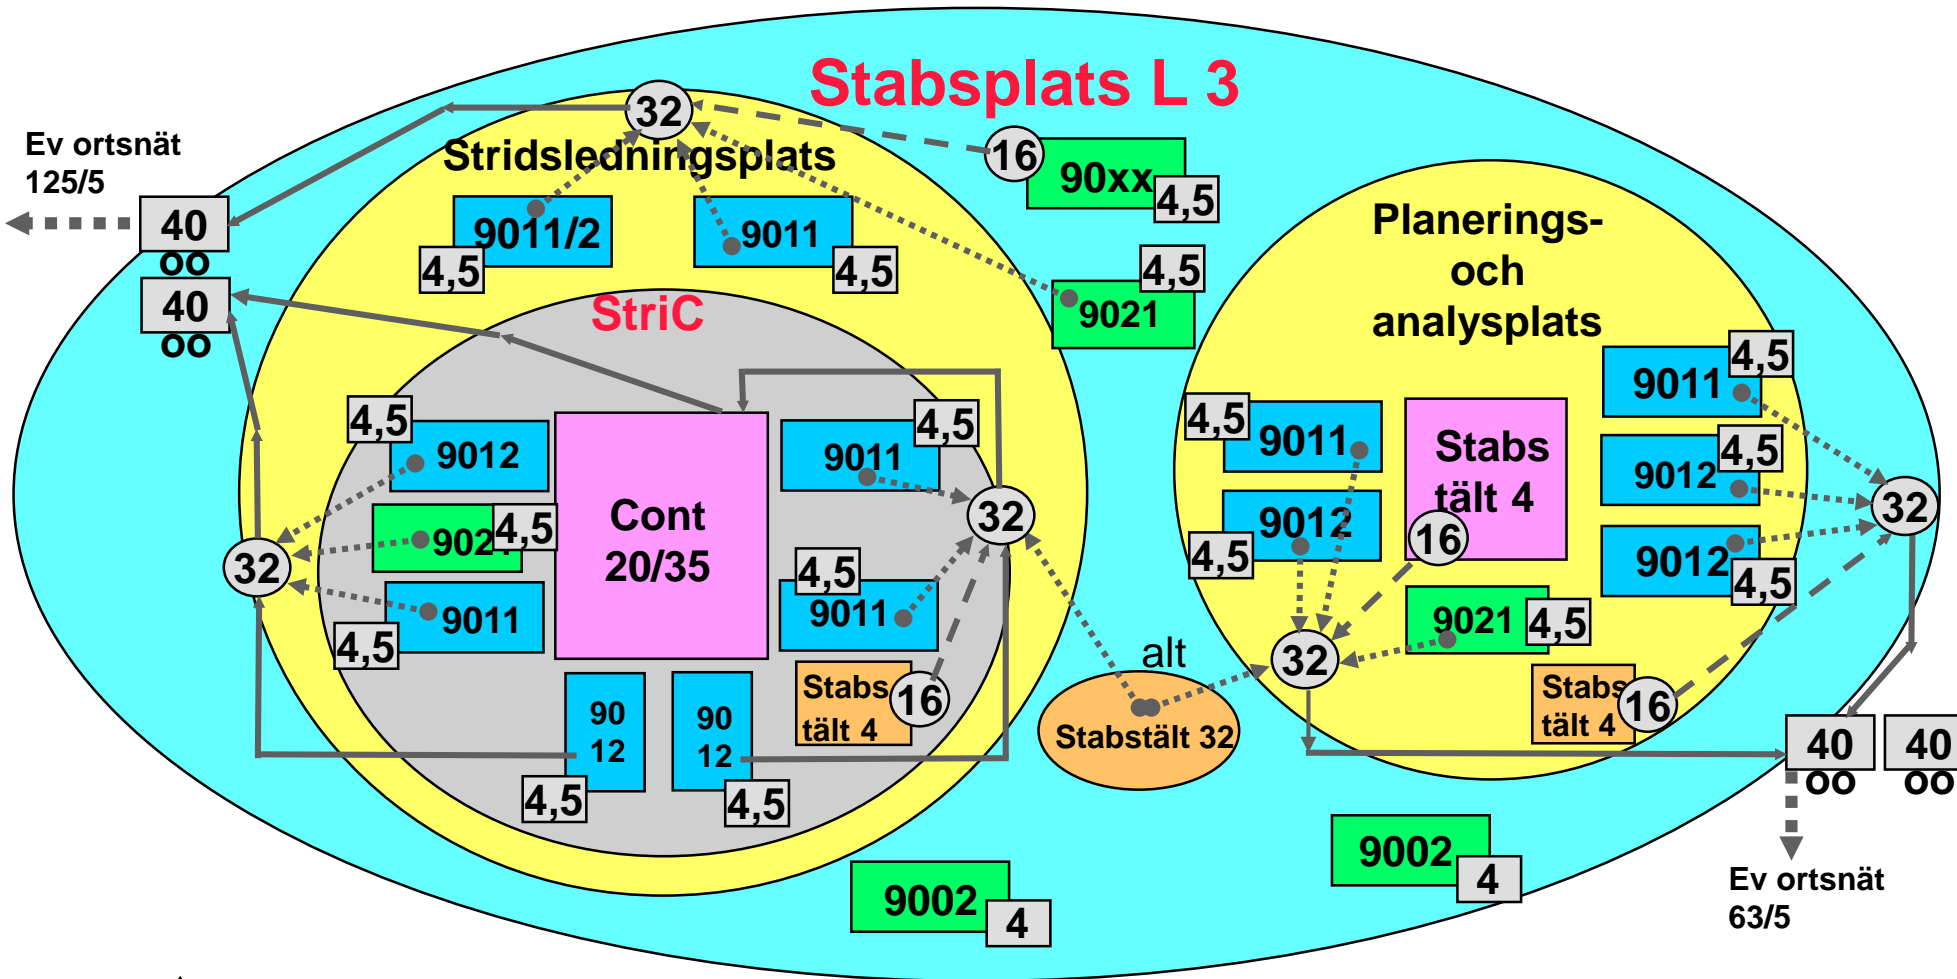 Stabsplats L 3
Ev ortsnät
125/5
32
Stridsledningsplats
16
90xx
4,5
40
oo
9011/2
4,5
9011
4,5
4,5
9021
40
oo
StriC
Planerings-
och
analysplats
4,5
9012
4,5
9011
Cont
20/35
32
4,5
32
9011
4,5
4,5
9011
90
12
4,5
90
12
4,5
Stabs
tält 4
16
alt
Stabstält 32
4,5
9011
9012
4,5
Stabs
tält 4
16
4,5
9011
4,5
9012
9012
4,5
32
32
9021
4,5
Stabs
tält 4
16
40
oo
40
oo
9002
4
9002
4
Ev ortsnät
63/5